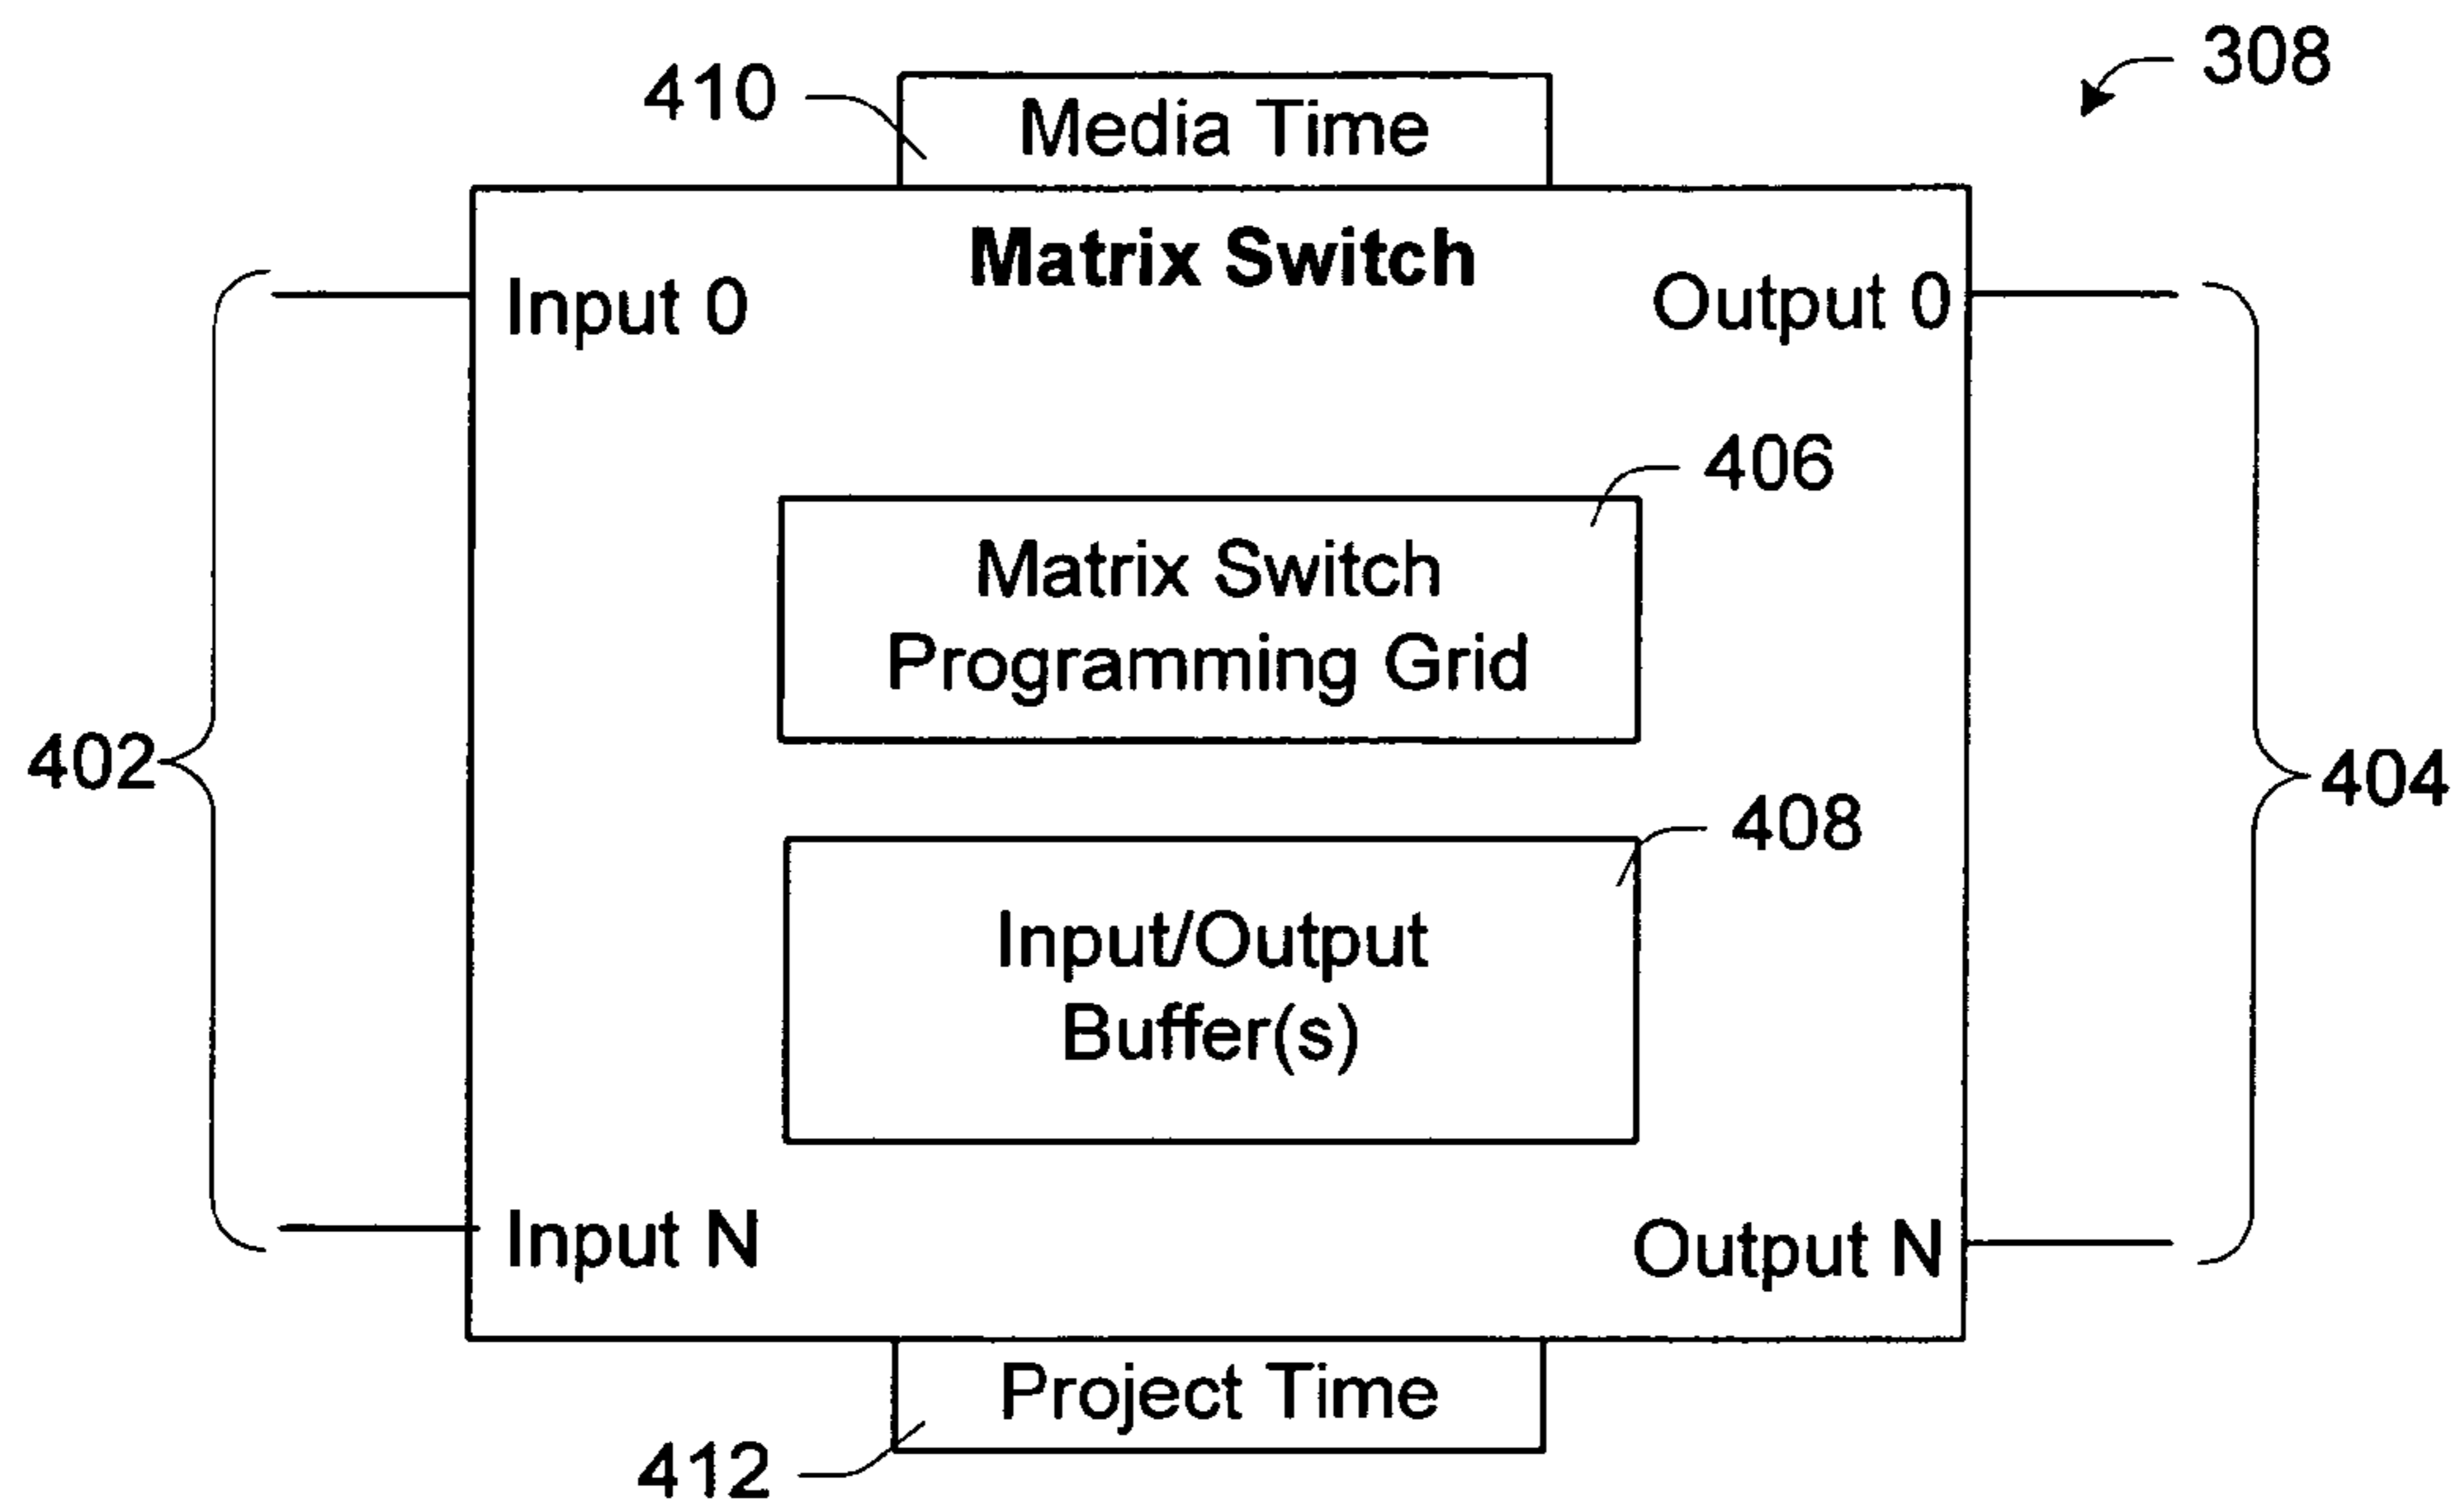 308
410
Media Time
Matrix Switch
Input 0
Output 0
406
Matrix Switch
Programming Grid
402
404
408
Input/Output
Buffer(s)
Input N
Output N
Project Time
412